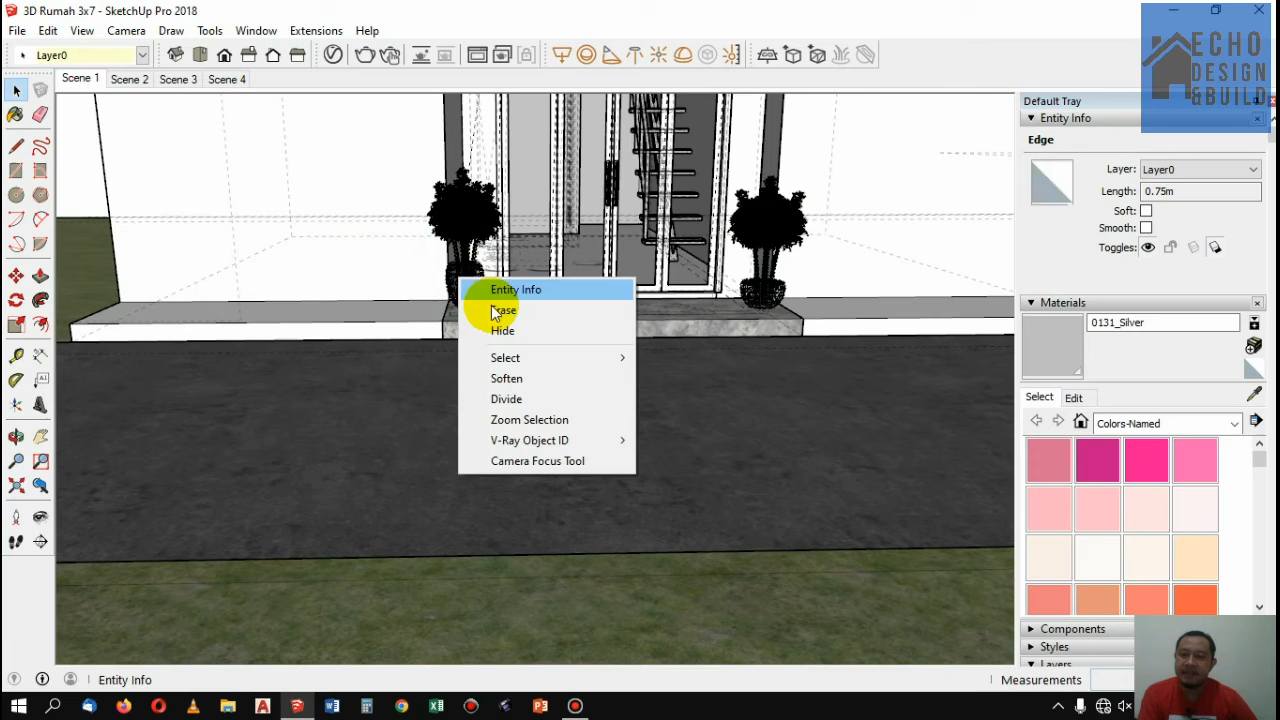 3D Rumah 3x7 - SketchUp Pro 2018
ECHO
DESIGN
&BUILD
File Edit View Camera Draw Tools Window Extensions Help
Layer0
Scene 1 Scene 2 Scene 3 Scene 4
Default Tray
Entity Info
Edge
Layer: Layer0
Length: 0.75m
Soft:
Smooth:
Toggles:
Entity Info
Hide
Select
Soften
Divide
Zoom Selection
V-Ray Object ID
Camera Focus Tool
Materials
0131_Silver
Select Edit
Colors-Named
Components
Styles
Layers
Entity Info
Measurements